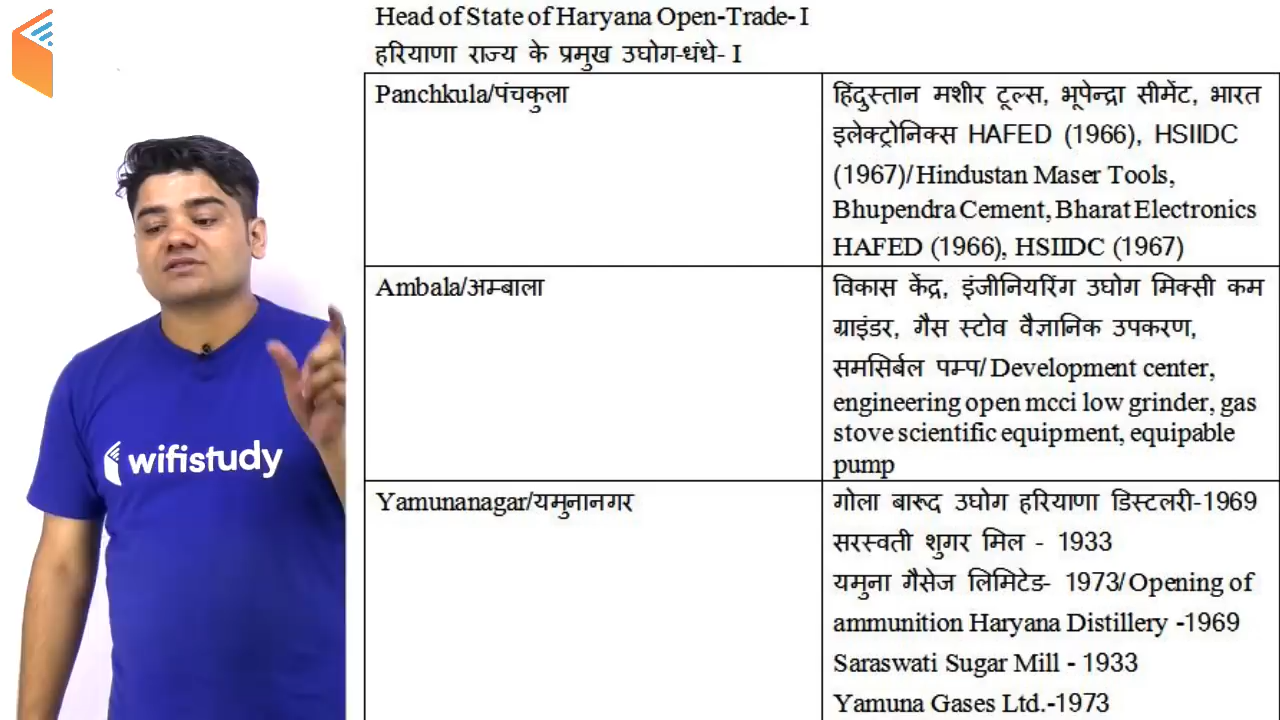 Head of State of Haryana Open-Trade- I
हरियाणा राज्य के प्रमुख उघोग-धंधे- I
Panchkula/पंचकुला
हिंदुस्तान मशीर टूल्स, भूपेन्द्रा सीमेंट, भारत
इलेक्ट्रोनिक्स HAFED (1966), HSIIDC
(1967)/ Hindustan Maser Tools,
Bhupendra Cement, Bharat Electronics
HAFED (1966), HSIIDC (1967)
Ambala/अम्बाला
विकास केंद्र, इंजीनियरिंग उघोग मिक्सी कम
ग्राइंडर, गैस स्टोव वैज्ञानिक उपकरण,
समसिर्बल पम्प/ Development center,
engineering open mcci low grinder, gas
stove scientific equipment, equipable
pump
Yamunanagar/यमुनानगर
गोला बारूद उघोग हरियाणा डिस्टलरी-1969
सरस्वती शुगर मिल - 1933
यमुना गैसेज लिमिटेड- 1973/ Opening of
ammunition Haryana Distillery -1969
Saraswati Sugar Mill - 1933
Yamuna Gases Ltd.-1973
wifistudy